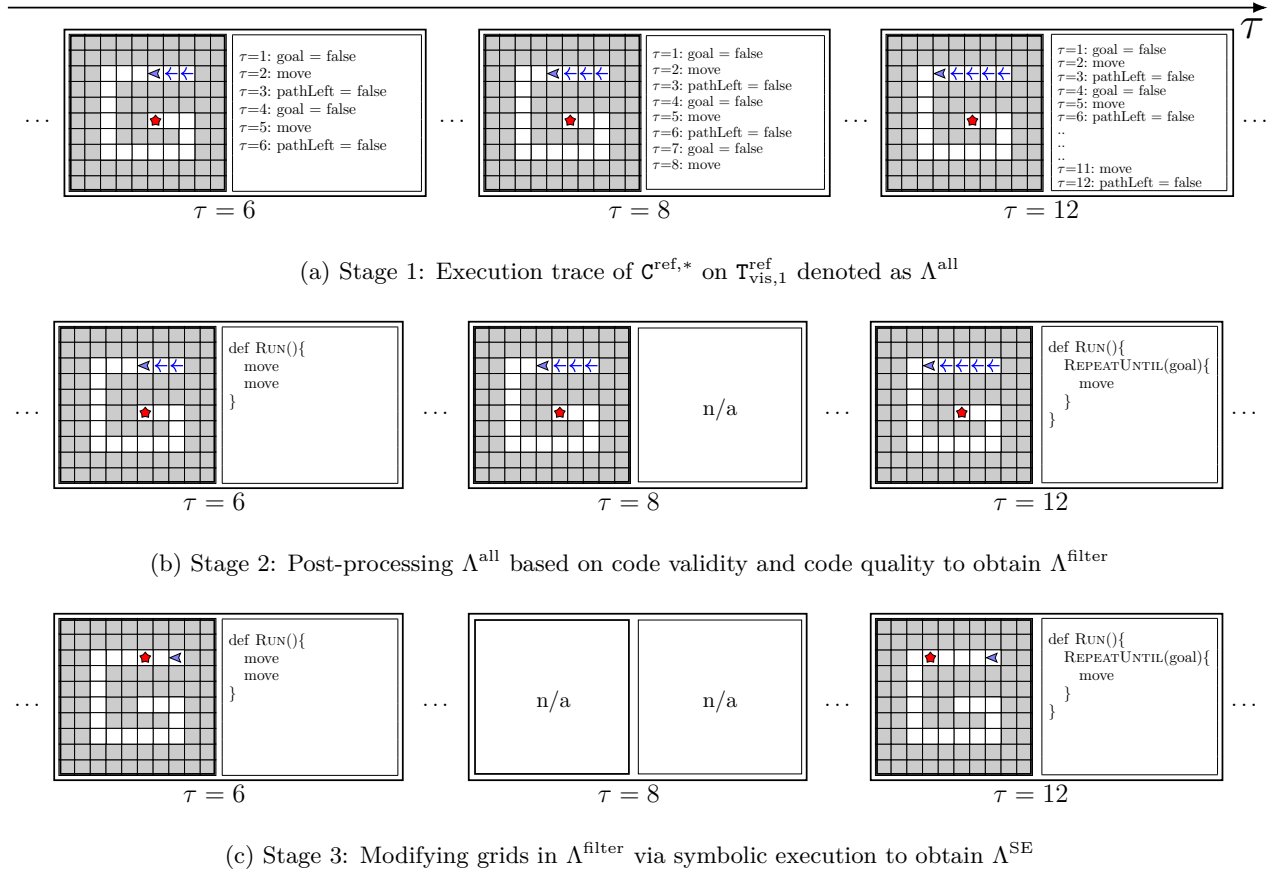 τ
τ=1: goal = false
τ=2: move
τ=3: pathLeft = false
τ=4: goal = false
τ=5: move
τ=6: pathLeft = false
τ=1: goal = false
τ=2: move
τ=3: pathLeft = false
τ=4: goal = false
τ=5: move
τ=6: pathLeft = false
τ=7: goal = false
τ=8: move
τ=1: goal = false
τ=2: move
τ=3: pathLeft = false
τ=4: goal = false
τ=5: move
τ=6: pathLeft = false
..
..
..
τ=11: move
τ=12: pathLeft = false
... ... ... ...
τ = 6 τ = 8 τ = 12
(a) Stage 1: Execution trace of C^{ref,*} on T^{ref}_{vis,1} denoted as Λ^{all}
def RUN(){
move
move
}
n/a
def RUN(){
REPEATUNTIL(goal){
move
}
}
... ... ... ...
τ = 6 τ = 8 τ = 12
(b) Stage 2: Post-processing Λ^{all} based on code validity and code quality to obtain Λ^{filter}
def RUN(){
move
move
}
n/a n/a
def RUN(){
REPEATUNTIL(goal){
move
}
}
... ... ... ...
τ = 6 τ = 8 τ = 12
(c) Stage 3: Modifying grids in Λ^{filter} via symbolic execution to obtain Λ^{SE}